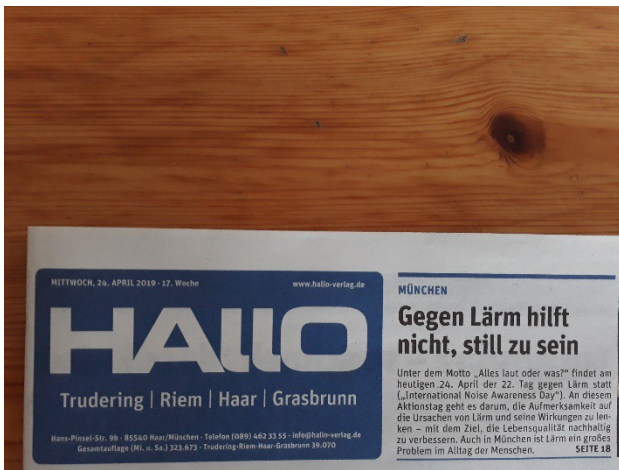 MITTWOCH, 24. APRIL 2019 · 17. Woche
www.hallo-verlag.de
HALLO
Trudering | Riem | Haar | Grasbrunn
Hans-Pinsel-Str. 9b · 85540 Haar/München · Telefon (089) 462 33 55 · info@hallo-verlag.de
Gesamtauflage (Mi. u. Sa.) 323.673 · Trudering-Riem-Haar-Grasbrunn 39.070
MÜNCHEN
Gegen Lärm hilft
nicht, still zu sein
Unter dem Motto „Alles laut oder was?“ findet am
heutigen 24. April der 22. Tag gegen Lärm statt
(„International Noise Awareness Day“). An diesem
Aktionstag geht es darum, die Aufmerksamkeit auf
die Ursachen von Lärm und seine Wirkungen zu len-
ken – mit dem Ziel, die Lebensqualität nachhaltig
zu verbessern. Auch in München ist Lärm ein großes
Problem im Alltag der Menschen. SEITE 18